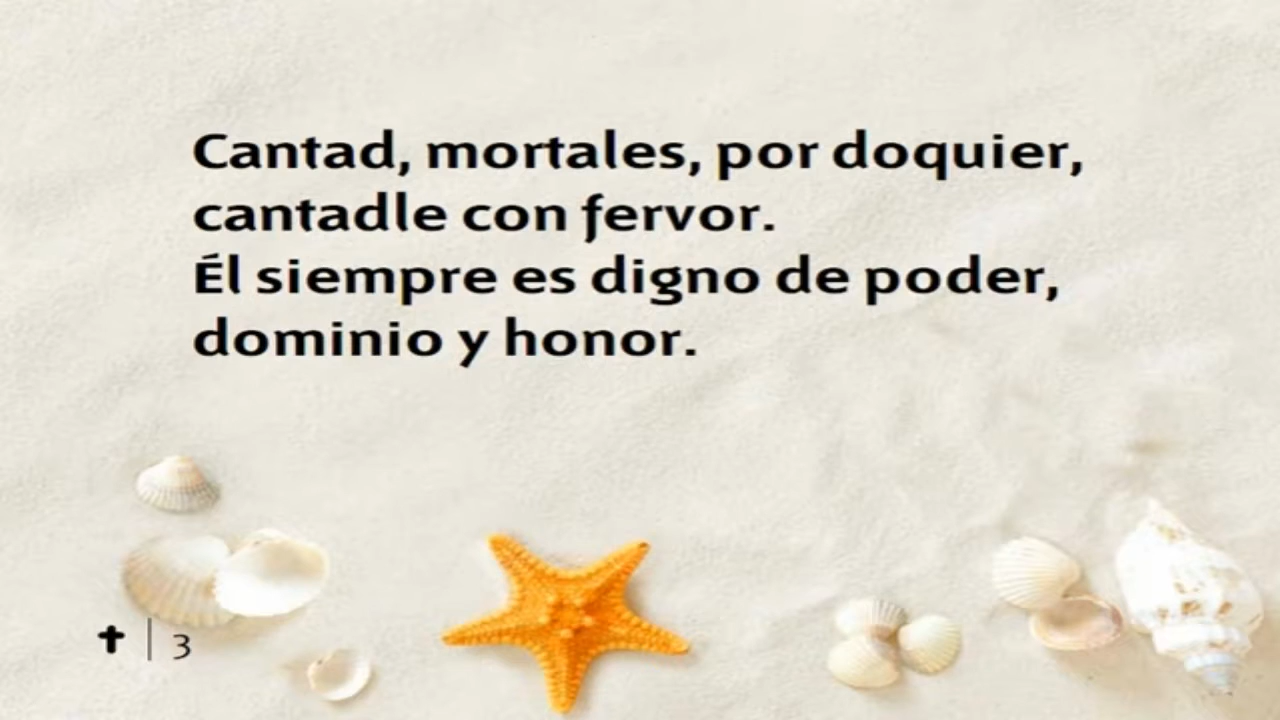 Cantad, mortales, por doquier,
cantadle con fervor.
Él siempre es digno de poder,
dominio y honor.
3